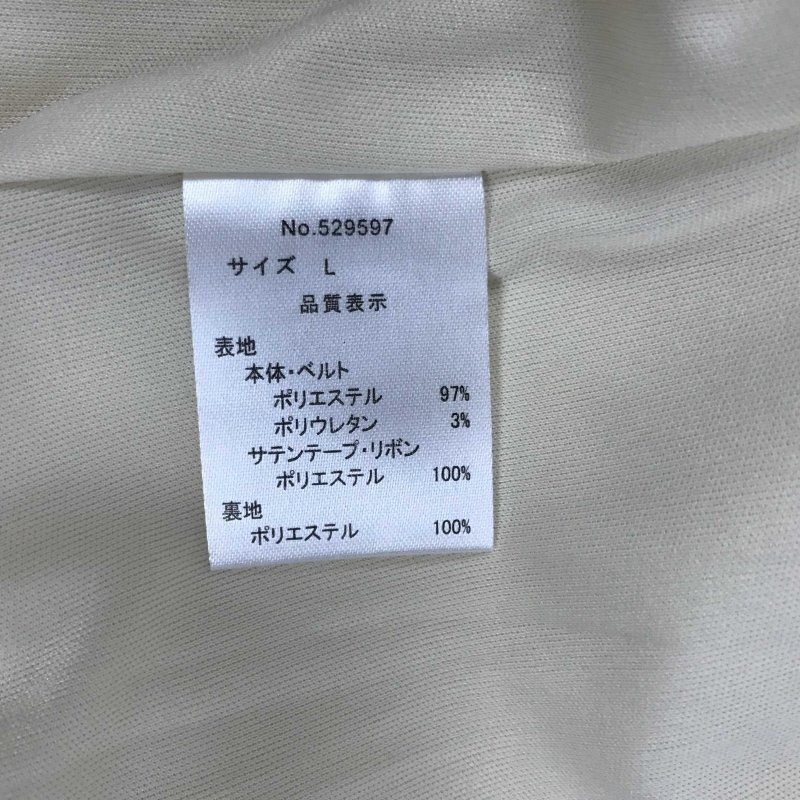 No.529597
サイズ L
品質表示
表地
本体・ベルト
ポリエステル 97%
ポリウレタン 3%
サテンテープ・リボン
ポリエステル 100%
裏地
ポリエステル 100%